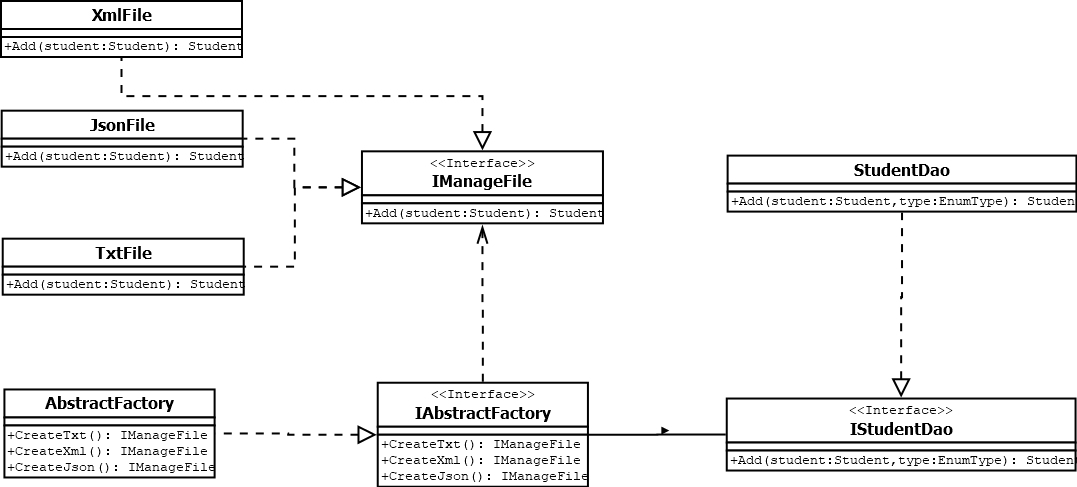 XmlFile
+Add(student:Student): Student
JsonFile
+Add(student:Student): Student
<<Interface>>
IManageFile
+Add(student:Student): Student
StudentDao
+Add(student:Student,type:EnumType): Studen
TxtFile
+Add(student:Student): Student
AbstractFactory
+CreateTxt(): IManageFile
+CreateXml(): IManageFile
+CreateJson(): IManageFile
<<Interface>>
IAbstractFactory
+CreateTxt(): IManageFile
+CreateXml(): IManageFile
+CreateJson(): IManageFile
<<Interface>>
IStudentDao
+Add(student:Student,type:EnumType): Studen